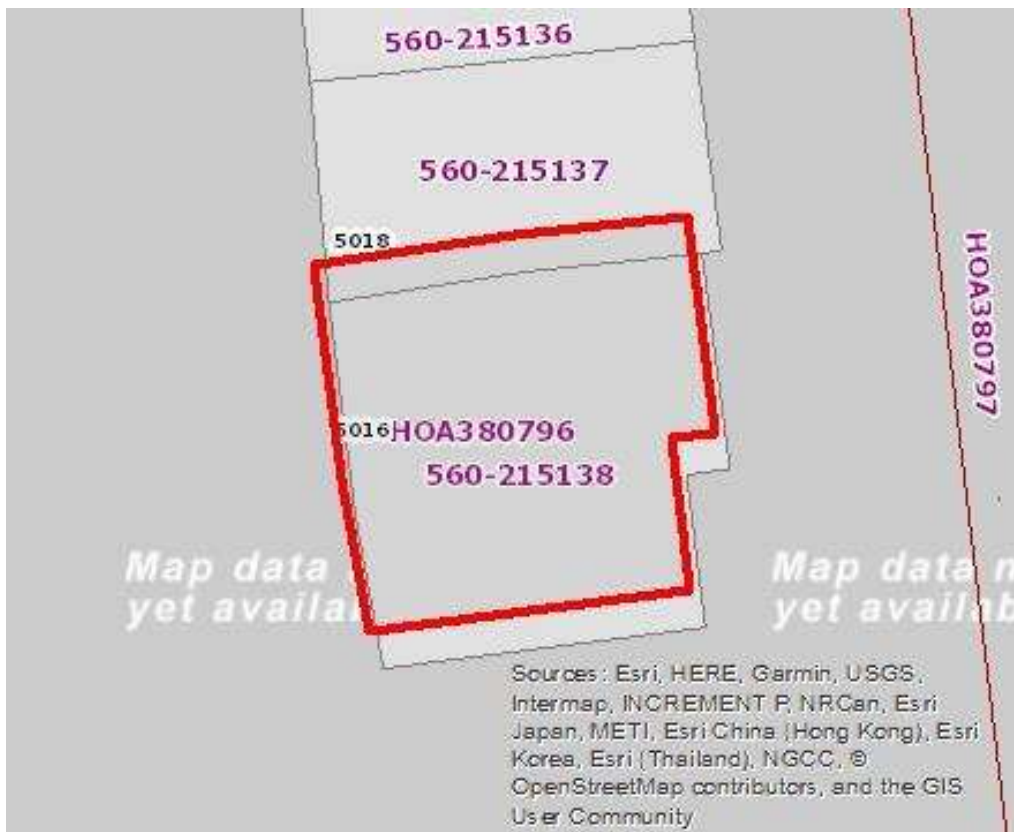 560-215136
560-215137
5018
HOA380797
5016
HOA380796
560-215138
Map data
yet availa
Map data n
yet availab
Sources: Esri, HERE, Garmin, USGS,
Intermap, INCREMENT P, NRCan, Esri
Japan, METI, Esri China (Hong Kong), Esri
Korea, Esri (Thailand), NGCC, ©
OpenStreetMap contributors, and the GIS
User Community